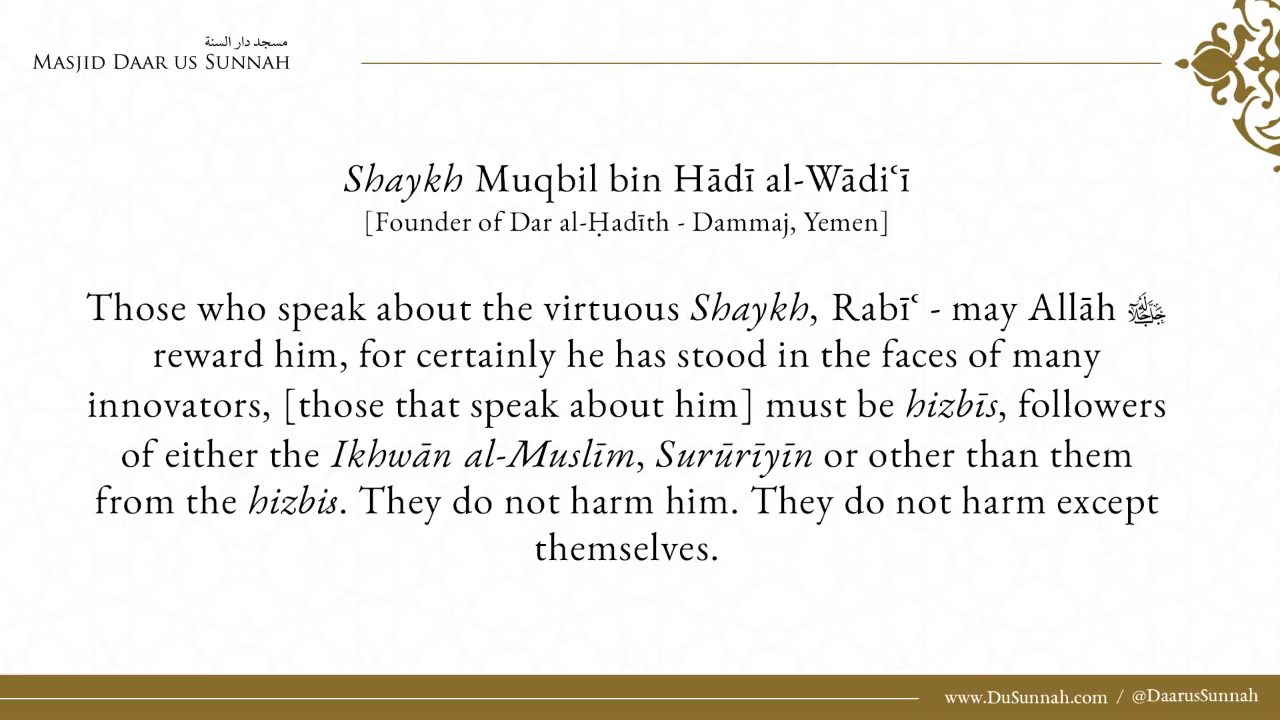 مسجد دار السنة
MASJID DAAR US SUNNAH
Shaykh Muqbil bin Hādī al-Wādiʿī
[Founder of Dar al-Ḥadīth - Dammaj, Yemen]
Those who speak about the virtuous Shaykh, Rabīʿ - may Allāh ﷻ
reward him, for certainly he has stood in the faces of many
innovators, [those that speak about him] must be hizbīs, followers
of either the Ikhwān al-Muslīm, Surūrīyīn or other than them
from the hizbis. They do not harm him. They do not harm except
themselves.
www.DuSunnah.com / @DaarusSunnah